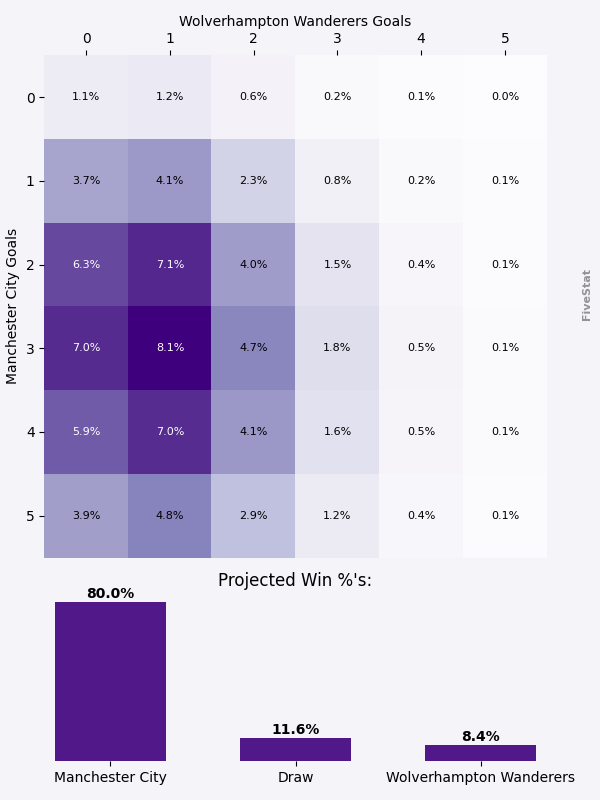 Wolverhampton Wanderers Goals
0 1 2 3 4 5
0 1.1% 1.2% 0.6% 0.2% 0.1% 0.0%
1 3.7% 4.1% 2.3% 0.8% 0.2% 0.1%
2 6.3% 7.1% 4.0% 1.5% 0.4% 0.1%
3 7.0% 8.1% 4.7% 1.8% 0.5% 0.1%
4 5.9% 7.0% 4.1% 1.6% 0.5% 0.1%
5 3.9% 4.8% 2.9% 1.2% 0.4% 0.1%
Manchester City Goals
FiveStat
Projected Win %'s:
80.0% 11.6% 8.4%
Manchester City Draw Wolverhampton Wanderers